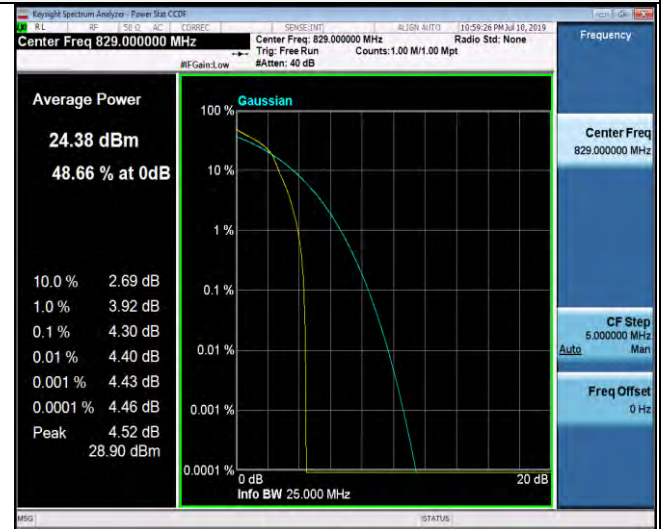 Keysight Spectrum Analyzer - Power Stat CCDF
RL RF 50 Ω AC CORREC SENSE:INT ALIGN AUTO 10:59:26 PM Jul 10, 2019
Center Freq 829.000000 MHz
Center Freq: 829.000000 MHz Radio Std: None
Trig: Free Run Counts:1.00 M/1.00 Mpt
#IFGain:Low #Atten: 40 dB
Frequency
Average Power
24.38 dBm
48.66 % at 0dB
10.0 % 2.69 dB
1.0 % 3.92 dB
0.1 % 4.30 dB
0.01 % 4.40 dB
0.001 % 4.43 dB
0.0001 % 4.46 dB
Peak 4.52 dB
28.90 dBm
Gaussian
100 %
10 %
1 %
0.1 %
0.01 %
0.001 %
0.0001 %
0 dB 20 dB
Info BW 25.000 MHz
Center Freq
829.000000 MHz
CF Step
5.000000 MHz
Auto Man
Freq Offset
0 Hz
MSG STATUS